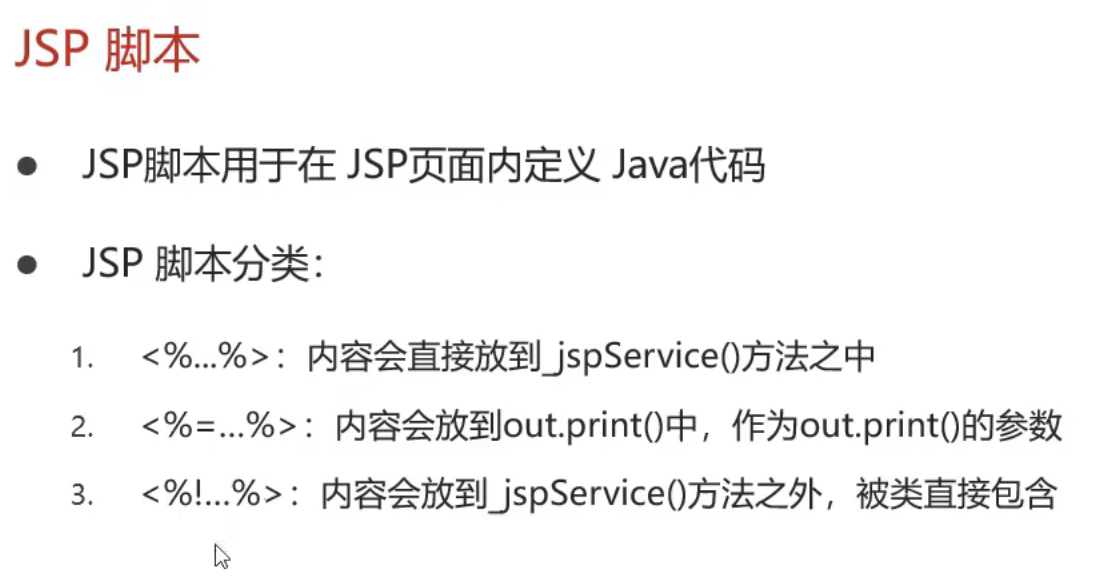 JSP 脚本
● JSP脚本用于在 JSP页面内定义 Java代码
● JSP 脚本分类：
1. <%...%>：内容会直接放到_jspService()方法之中
2. <%=...%>：内容会放到out.print()中，作为out.print()的参数
3. <%!...%>：内容会放到_jspService()方法之外，被类直接包含